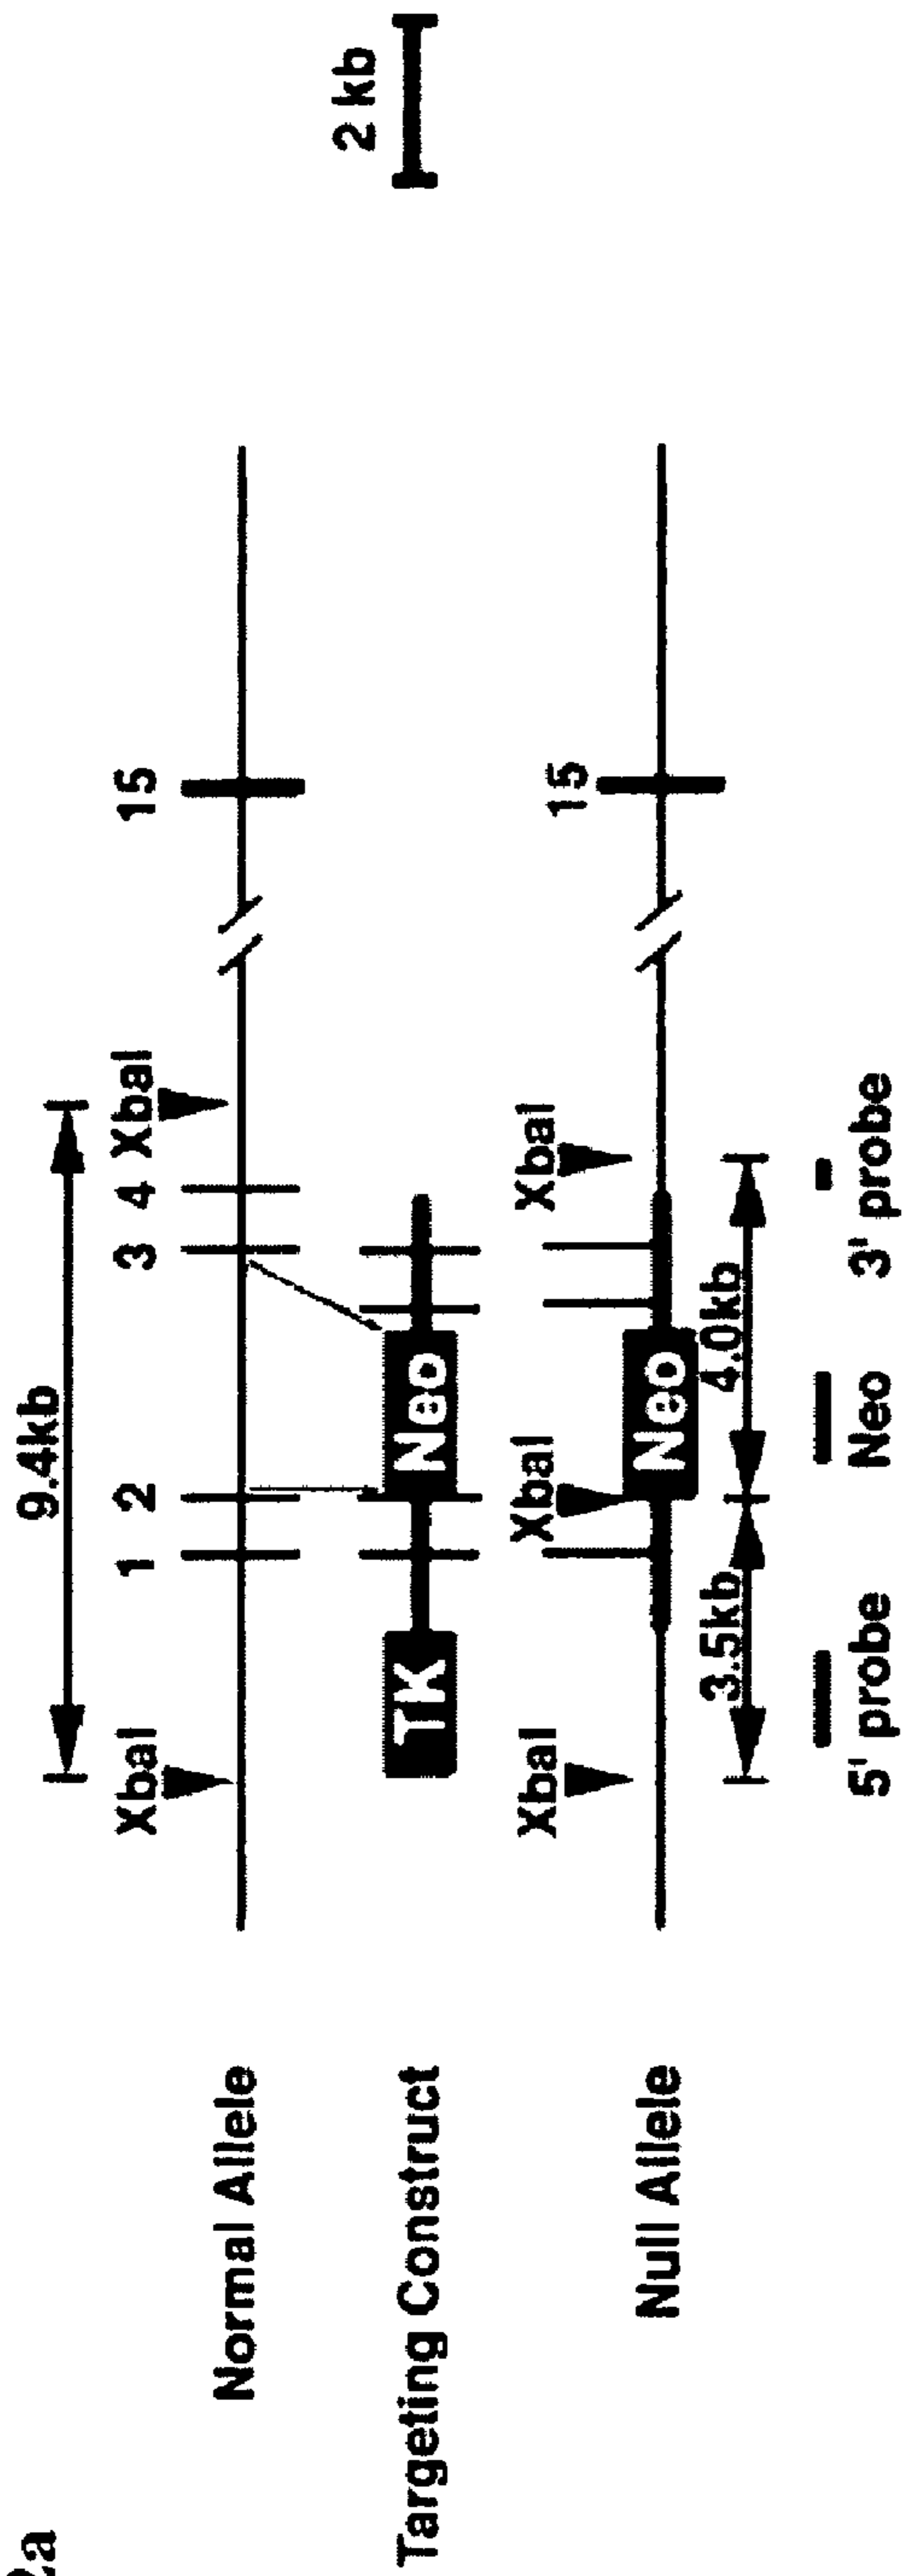 2a
9.4kb
XbaI 1 2 3 4 XbaI 15
Normal Allele
2 kb
TK Neo
Targeting Construct
XbaI XbaI XbaI 15
Neo
Null Allele
3.5kb 4.0kb
5' probe Neo 3' probe